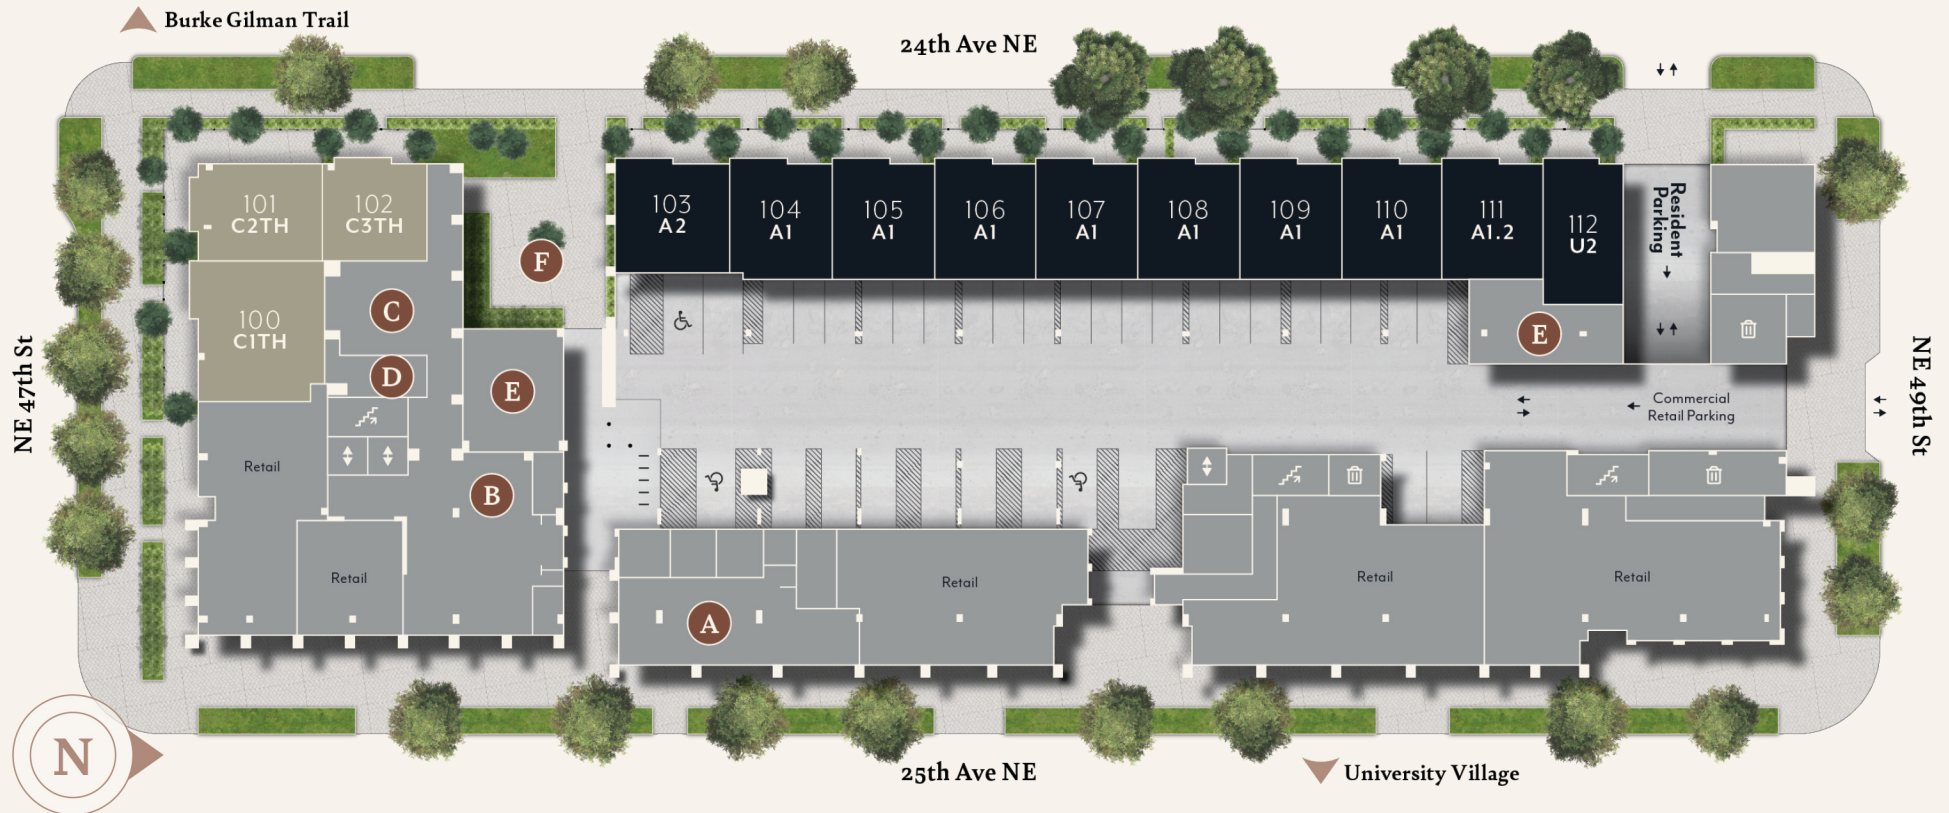 Burke Gilman Trail
24th Ave NE
101
C2TH
102
C3TH
103
A2
104
A1
105
A1
106
A1
107
A1
108
A1
109
A1
110
A1
111
A1.2
112
U2
Resident
Parking
F
C
100
C1TH
D
E
E
NE 47th St
NE 49th St
Commercial
Retail Parking
Retail
B
Retail
A
Retail
Retail
Retail
N
25th Ave NE
University Village